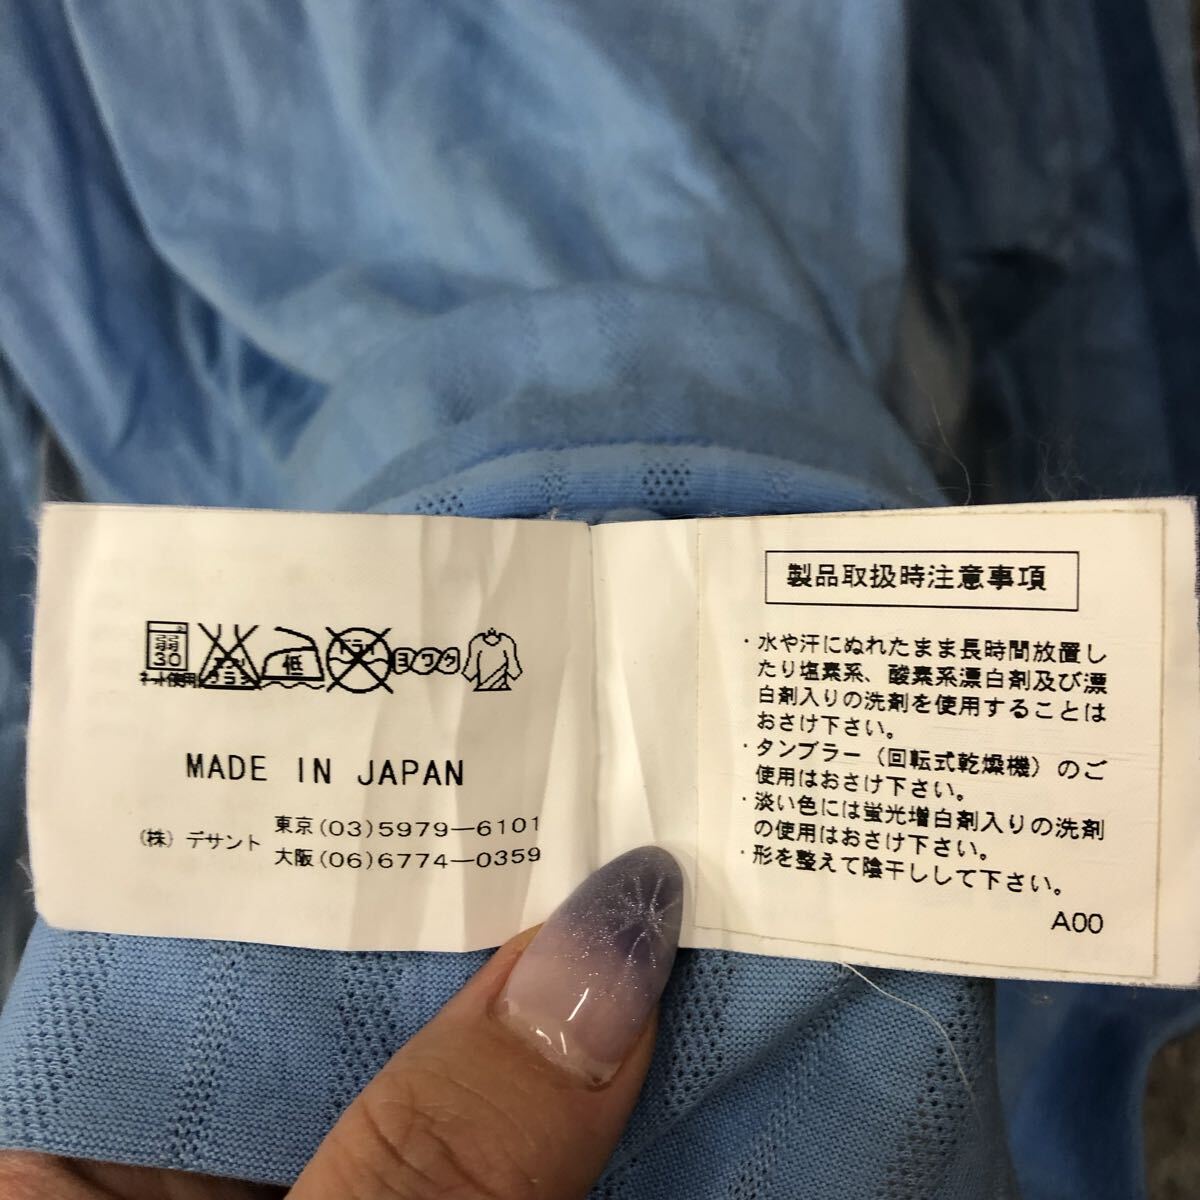 弱
30
ネット使用
エンソ
サラシ
低
ドライ
ヨワク
MADE IN JAPAN
(株) デサント
東京(03)5979-6101
大阪(06)6774-0359
製品取扱時注意事項
・水や汗にぬれたまま長時間放置し
たり塩素系、酸素系漂白剤及び漂
白剤入りの洗剤を使用することは
おさけ下さい。
・タンブラー(回転式乾燥機)のご
使用はおさけ下さい。
・淡い色には蛍光増白剤入りの洗剤
の使用はおさけ下さい。
・形を整えて陰干しして下さい。
A00